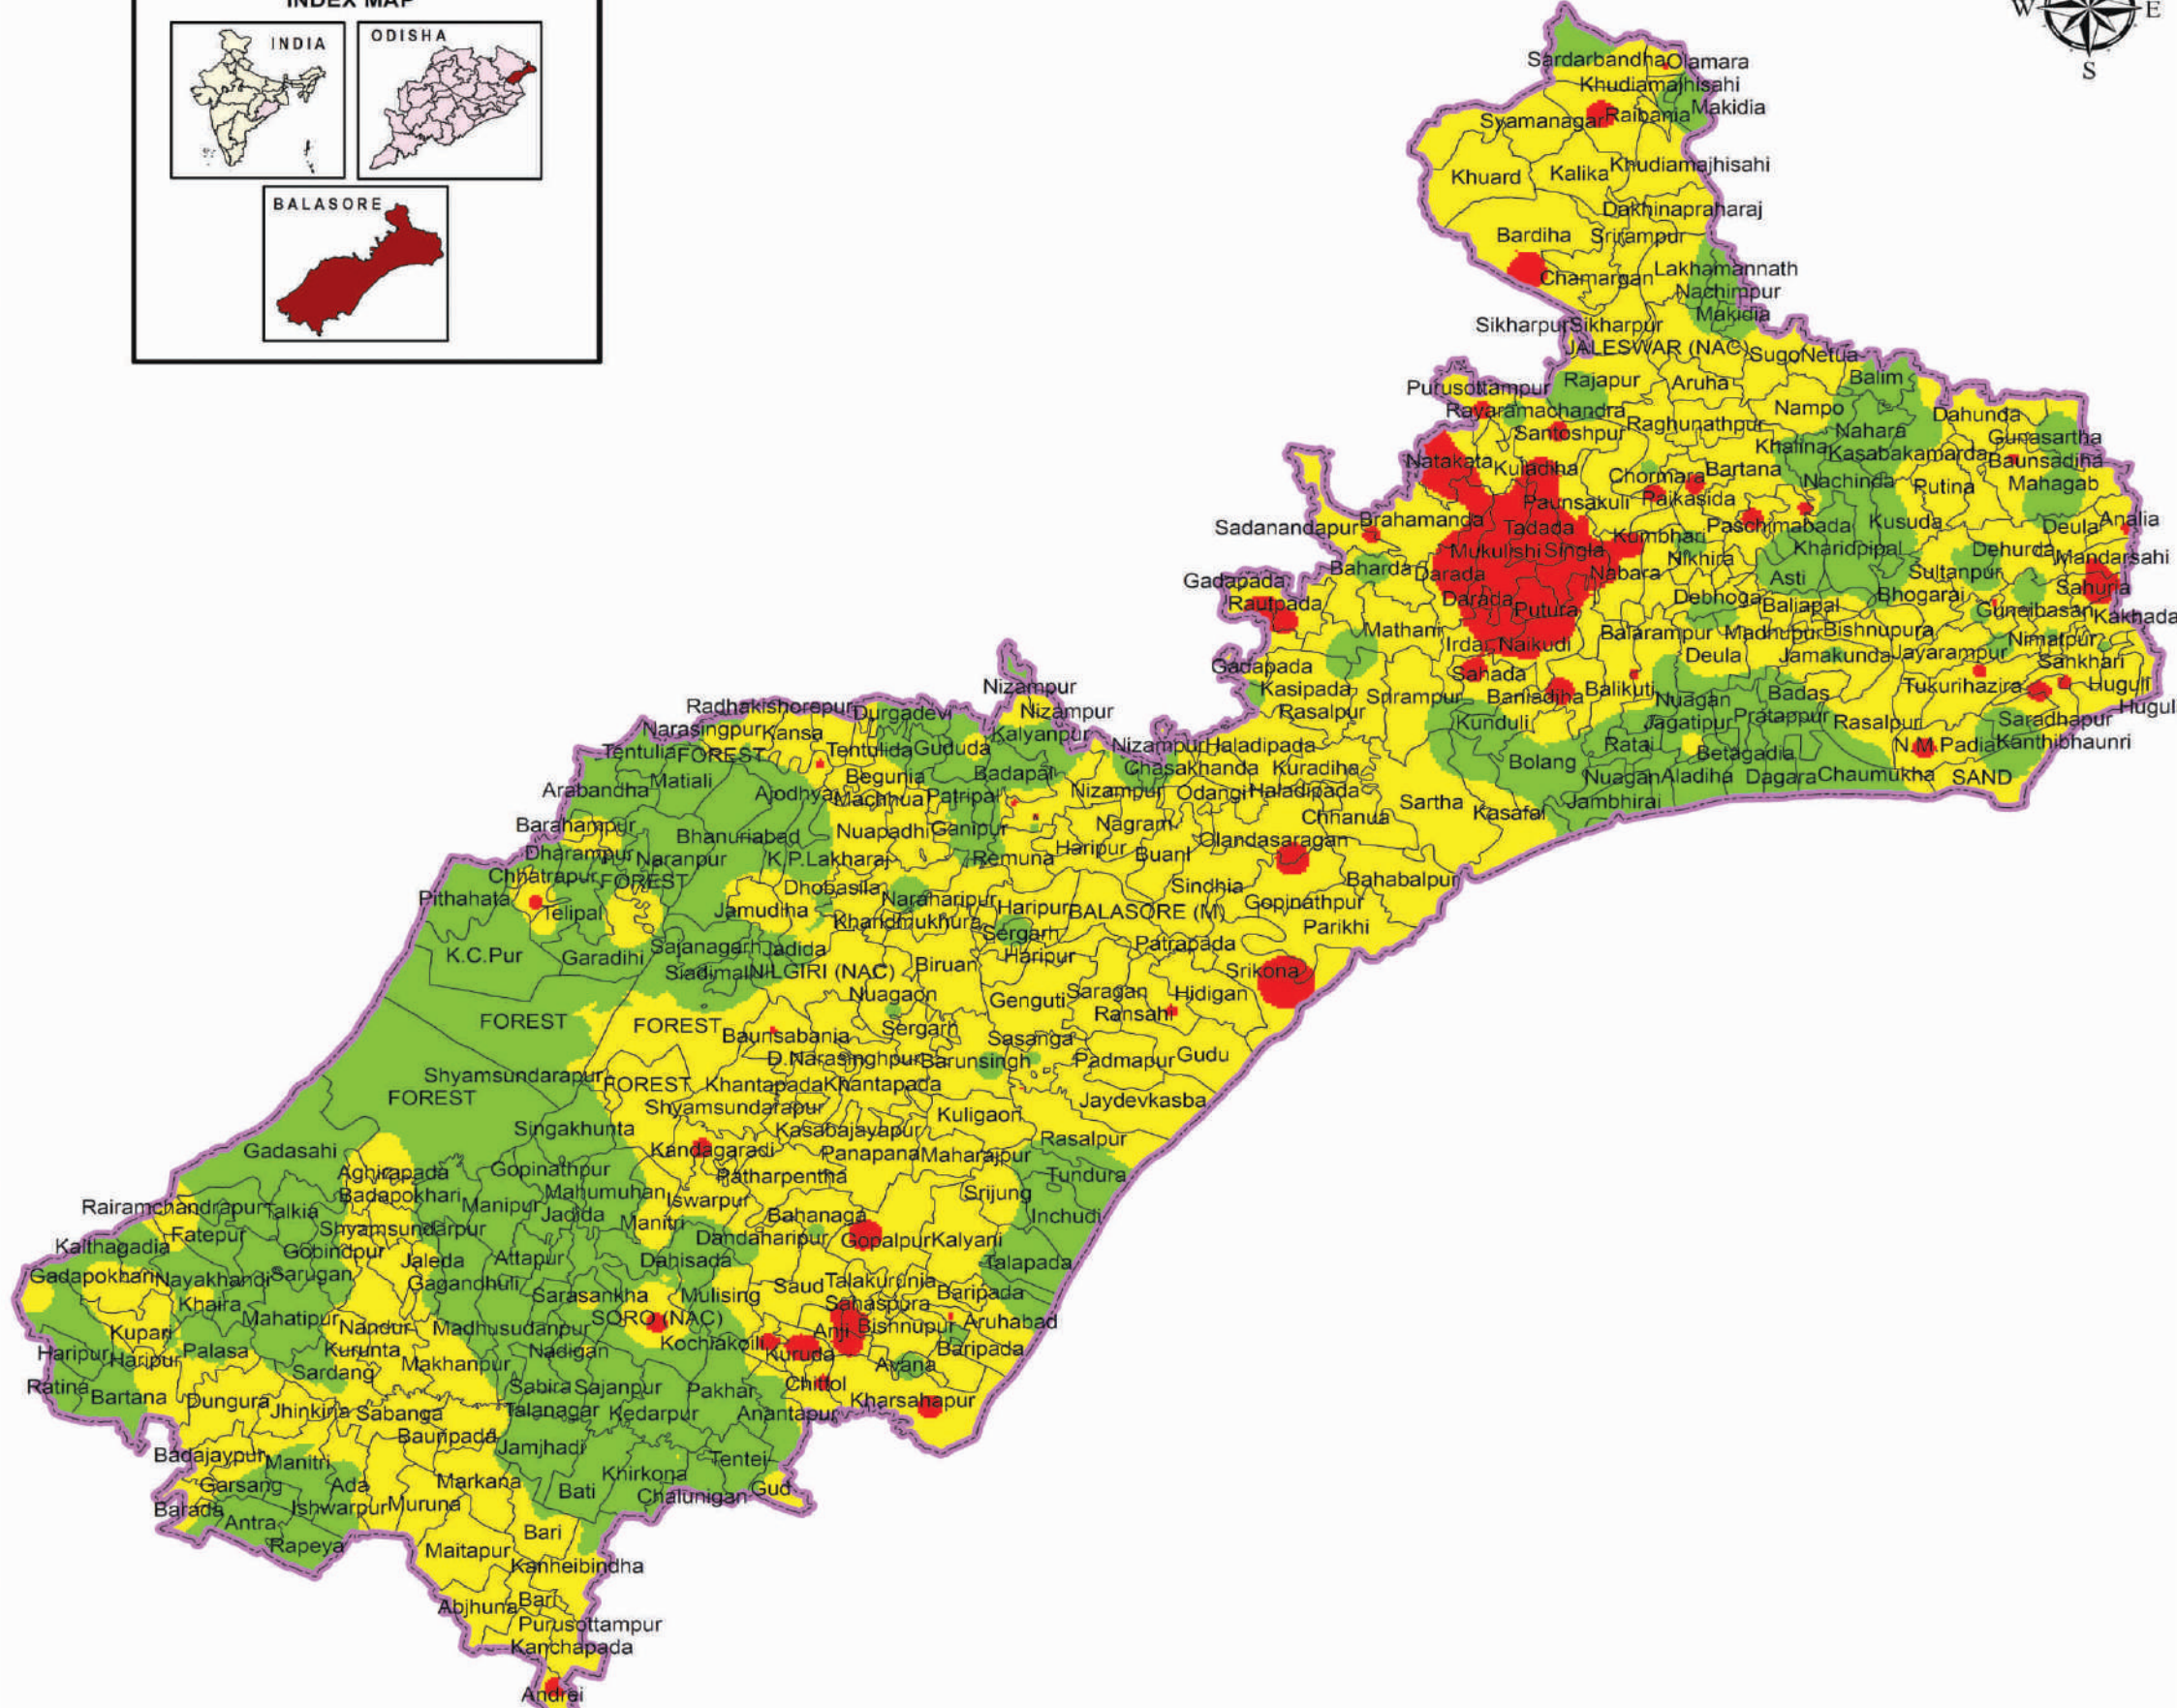 INDEX MAP
INDIA
ODISHA
BALASORE
W E
S
Sardarbandha Olamara
Khudiamajhisahi
Makidia
Syamanagar Raibania
Khuard Kalika Khudiamajhisahi
Dakhinapraharaj
Bardiha Srirampur
Chamargan Lakhamannath
Nachimpur
Makidia
Sikharpur Sikharpur
JALESWAR (NAC) Sugo Netua
Purusottampur Rajapur Aruha Balim
Rayaramachandra Nampo Dahunda
Santoshpur Raghunathpur Nahara Gunasartha
Khalina Kasabakamarda Baunsadiha
Natakata Kuladiha Chormara Bartana
Nachinda Putina Mahagab
Paunsakuli Paikasida
Sadanandapur Brahamanda Tadada Paschimabada Kusuda Deula Analia
Mukulishi Singla Kumbhari Kharidpipal Dehurda Mandarsahi
Baharda Darada Nabara Nikhira Asti Sultanpur
Gadapada Sahuria
Rautpada Darada Putura Debhoga Baliapal Bhogarai Guneibasan Kakhada
Mathani Irda Naikudi Balarampur Madhupur Bishnupura Nimatpur
Gadapada Sahada Deula Jamakunda Jayarampur Sankhari
Kasipada Srirampur Banisdiha Balikuti Nuagan Badas Tukurihazira Huguli
Nizampur Huguli
Radhakishorepur Durgadevi Nizampur Rasalpur Kunduli Jagatipur Pratappur Rasalpur Saradhapur
Narasingpur Kansa Kalyanpur
Tentulia FOREST Tentulida Gududa Nizampur Haladipada Ratai Betagadia N.M.Padia Kanthibhaunri
Matiali Begunia Badapal Chasakhanda Kuradiha Bolang Nuagan Aladiha Dagara Chaumukha SAND
Arabandha Ajodhya Machhua Patripal Nizampur Odangi Haladipada Sartha Kasafal Jambhirai
Barahampur Bhanuriabad Nuapadhi Ganipur Nagram Chhanua
Dharampur Naranpur K.P.Lakharaj Remuna Haripur Buanl Olandasaragan
Chhatrapur FOREST Dhobasila Sindhia Bahabalpur
Pithahata Telipal Jamudiha Naraharipur Haripur BALASORE (M) Gopinathpur
Khandmukhura Sergarh Parikhi
K.C.Pur Garadihi Sajanagarh Jadida Haripur Patrapada
Siadimal NILGIRI (NAC) Biruan Srikona
Nuagaon Genguti Saragan Hidigan
FOREST FOREST Sergarh Ransahi
Baunsabania Sasanga
D.Narasinghpur Barunsingh Padmapur Gudu
Shyamsundarapur FOREST Khantapada Khantapada
FOREST Shyamsundarapur Kuligaon Jaydevkasba
Singakhunta Kasabajayapur Rasalpur
Gadasahi Kandagaradi Panapana Maharajpur
Aghirapada Gopinathpur Patharpentha Tundura
Badapokhari Mahumuhan Iswarpur Srijung
Rairamchandrapur Talkia Manipur Jadida Manitri Bahanaga Inchudi
Fatepur Shyamsundarpur Dandaharipur Gopalpur Kalyani
Kaithagadia Gobindpur Jaleda Attapur Dahisada Talapada
Gadapokhari Nayakhandi Sarugan Gagandhuli Saud Talakurunia
Khaira Sarasankha Mulising Sahaspura Baripada
Mahatipur Nandur Madhusudanpur SORO (NAC) Anji Bishnupur Aruhabad
Kupari Kurunta Nadigan Kochiakoili Kuruda Avana Baripada
Haripur Haripur Palasa Sardang Makhanpur
Ratina Bartana Dungura Sabira Sajanpur Pakhar Chittol Kharsahapur
Jhinkiria Sabanga Talanagar Kedarpur Anantapur
Bauripada Jamjhadi
Badajaypur Manitri Tentei
Garsang Ada Markana Khirkona
Barada Ishwarpur Muruna Bati Chalunigan Gud
Antra Bari
Rapeya Maitapur Kanheibindha
Abjhuna Bari
Purusottampur
Kanchapada
Andrei